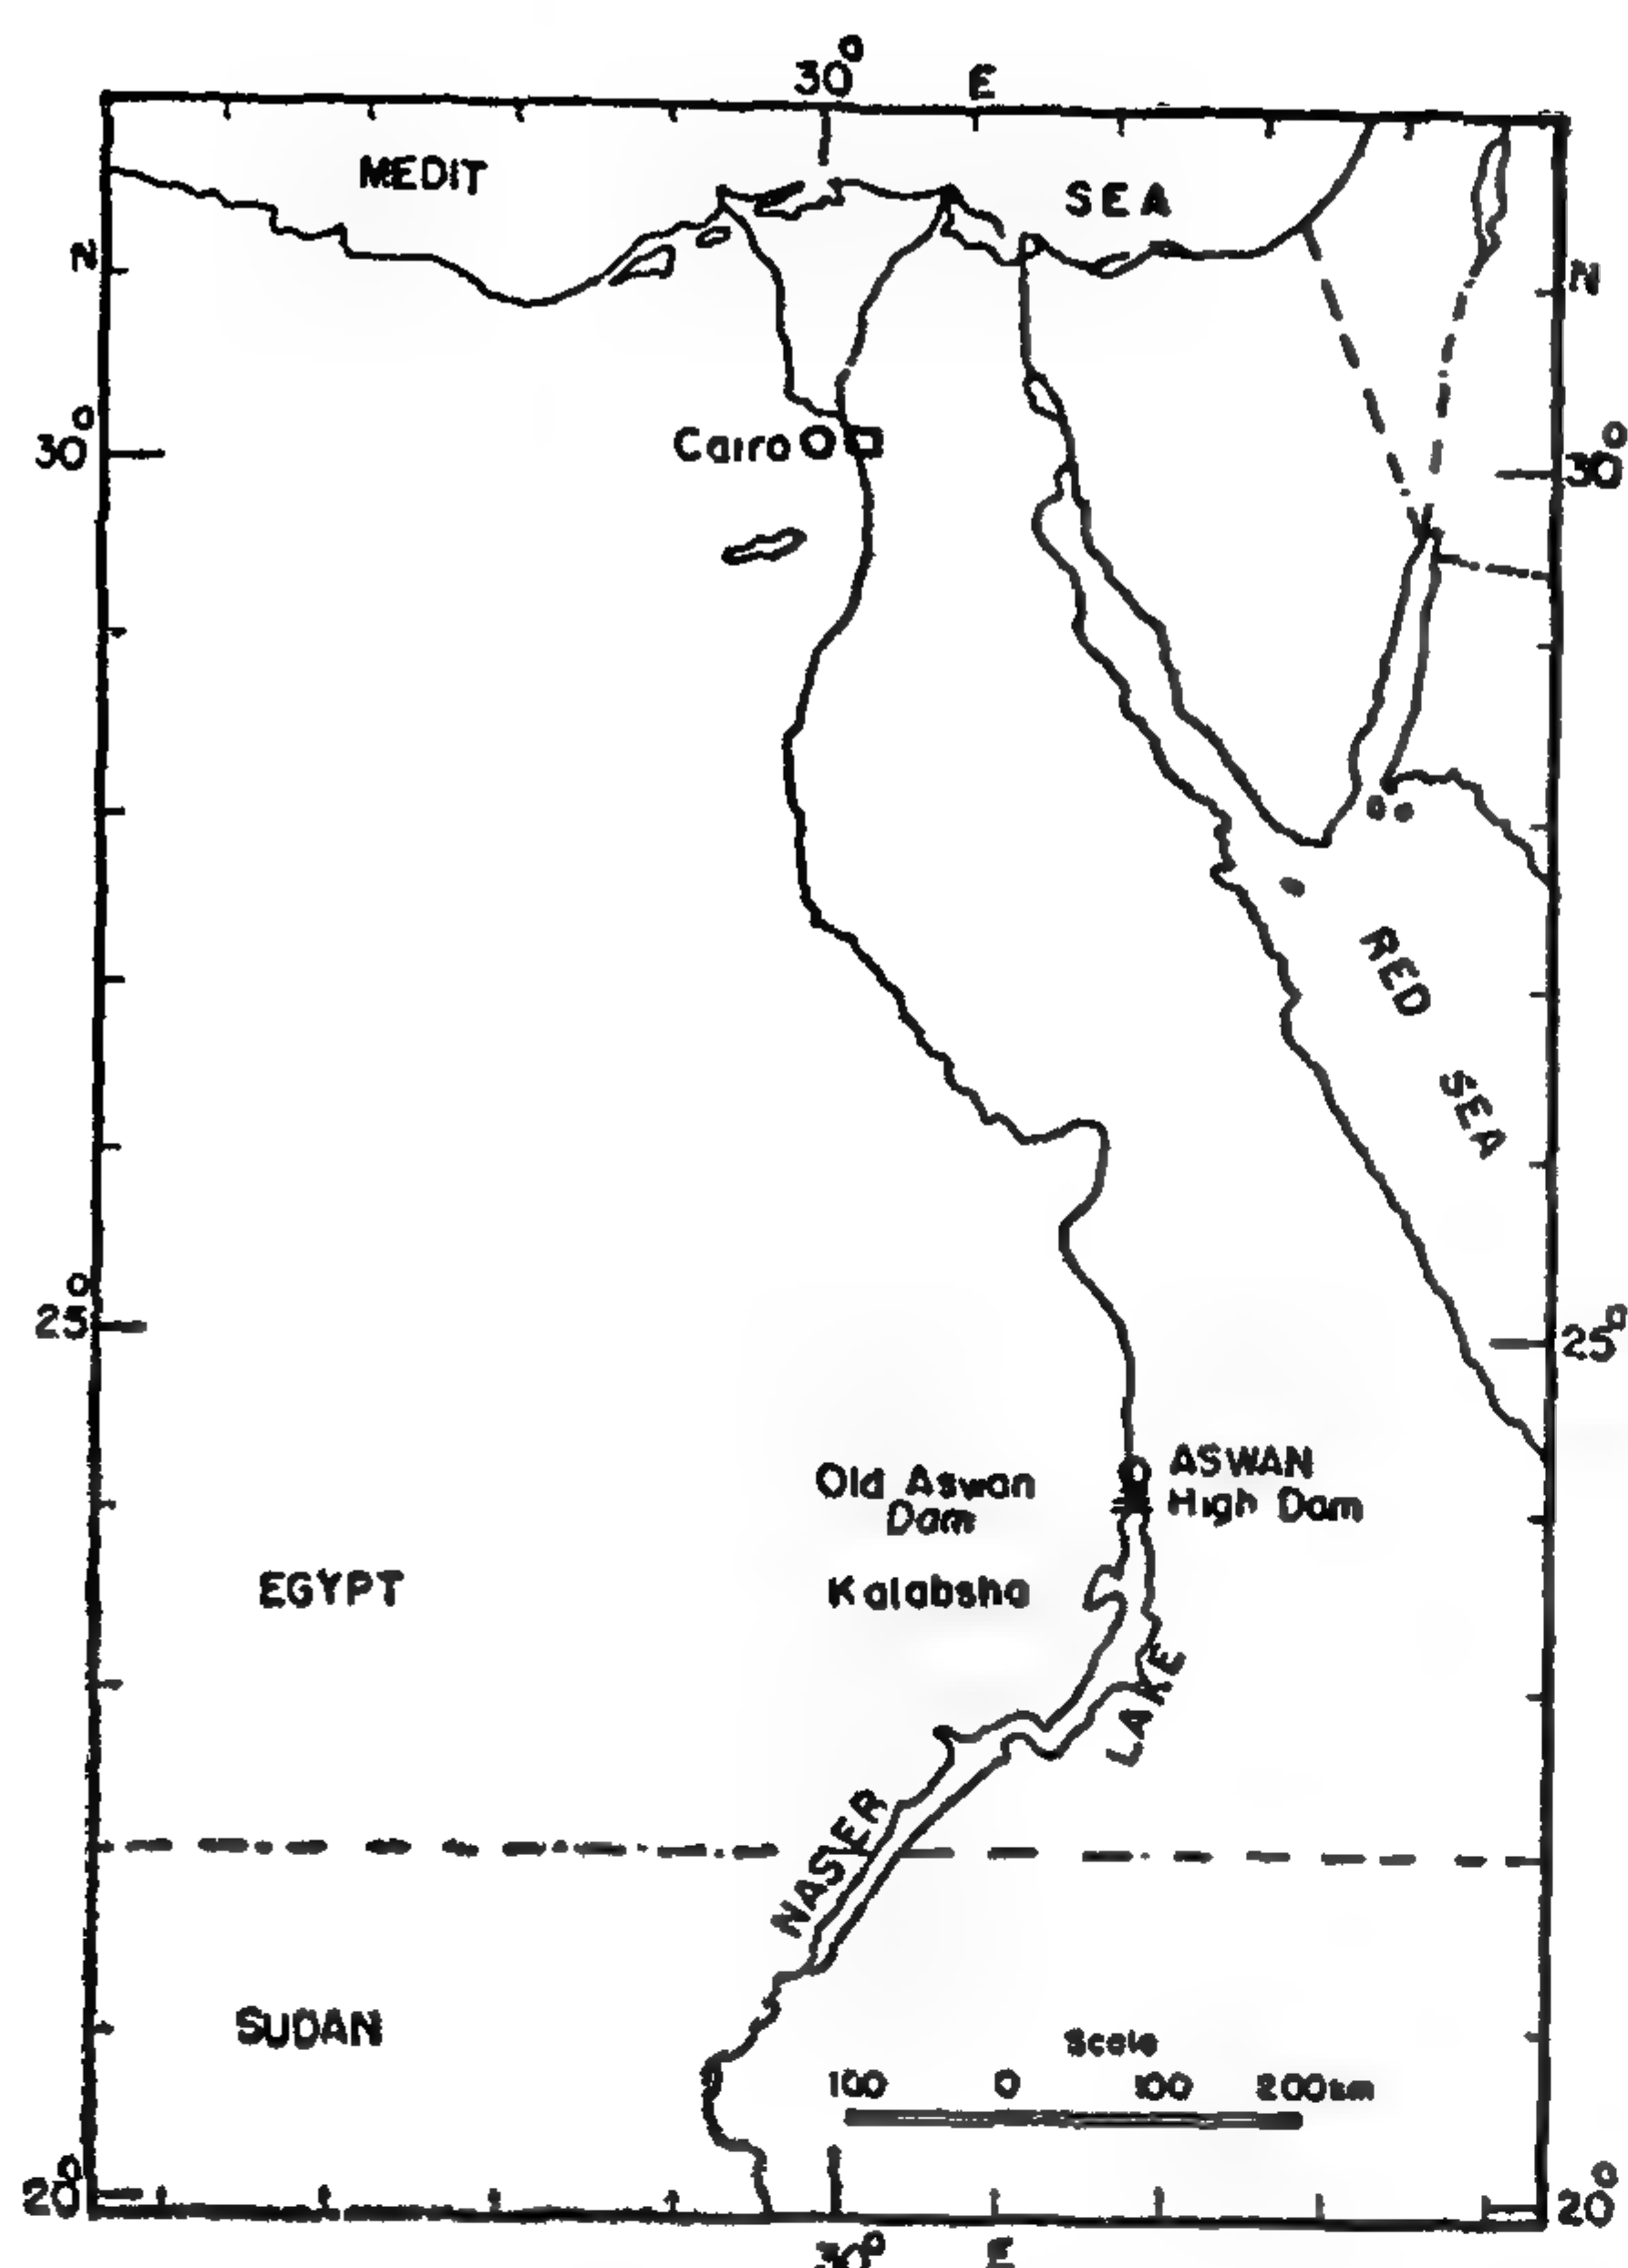 30° E
MEDIT
SEA
N
N
Cairo
30°
30°
RED SEA
25°
25°
Old Aswan
Dam
ASWAN
High Dam
Kalabsha
EGYPT
NASER LAKE
SUDAN
Scale
100 0 100 200km
20°
20°
30° E